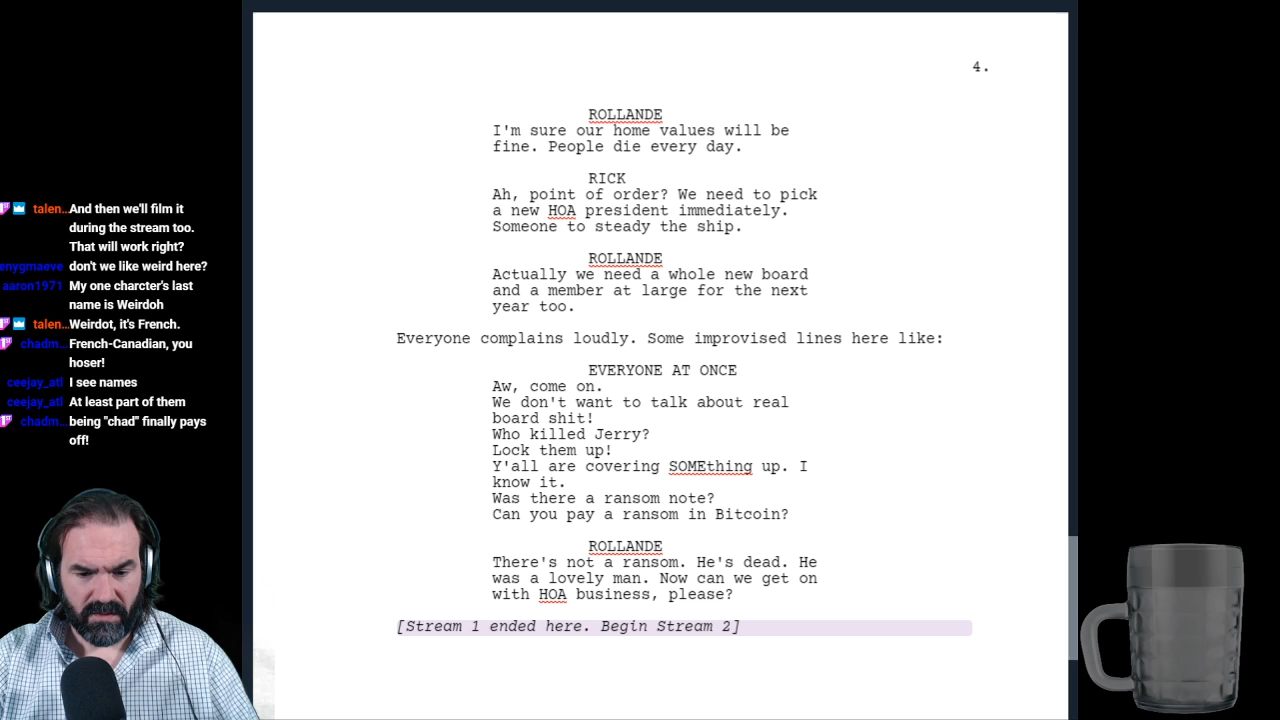 4.
ROLLANDE
I'm sure our home values will be
fine. People die every day.
RICK
Ah, point of order? We need to pick
a new HOA president immediately.
Someone to steady the ship.
ROLLANDE
Actually we need a whole new board
and a member at large for the next
year too.
Everyone complains loudly. Some improvised lines here like:
EVERYONE AT ONCE
Aw, come on.
We don't want to talk about real
board shit!
Who killed Jerry?
Lock them up!
Y'all are covering SOMEthing up. I
know it.
Was there a ransom note?
Can you pay a ransom in Bitcoin?
ROLLANDE
There's not a ransom. He's dead. He
was a lovely man. Now can we get on
with HOA business, please?
[Stream 1 ended here. Begin Stream 2]
talen... And then we'll film it
during the stream too.
That will work right?
enygmaeve don't we like weird here?
aaron1971 My one charcter's last
name is Weirdoh
talen... Weirdot, it's French.
chadm... French-Canadian, you
hoser!
ceejay_atl I see names
ceejay_atl At least part of them
chadm... being "chad" finally pays
off!